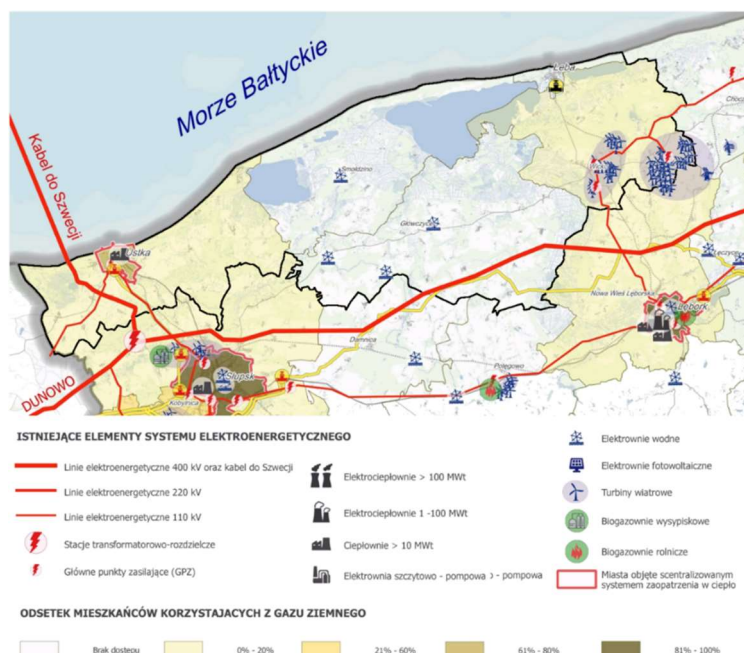 Morze Bałtyckie
Łeba
Kabel do Szwecji
Smołdzino
Główczyce
Ustka
Łęczyce
Nowa Wieś Lęborska
Lębork
Damnica
Potęgowo
DUNOWO
Słupsk
Kobylnica
ISTNIEJĄCE ELEMENTY SYSTEMU ELEKTROENERGETYCZNEGO
Linie elektroenergetyczne 400 kV oraz kabel do Szwecji
Linie elektroenergetyczne 220 kV
Linie elektroenergetyczne 110 kV
Stacje transformatorowo-rozdzielcze
Główne punkty zasilające (GPZ)
Elektrociepłownie > 100 MWt
Elektrociepłownie 1 -100 MWt
Ciepłownie > 10 MWt
Elektrownia szczytowo - pompowa › - pompowa
Elektrownie wodne
Elektrownie fotowoltaiczne
Turbiny wiatrowe
Biogazownie wysypiskowe
Biogazownie rolnicze
Miasta objęte scentralizowanym
systemem zaopatrzenia w ciepło
ODSETEK MIESZKAŃCÓW KORZYSTAJACYCH Z GAZU ZIEMNEGO
Brak dostępu
0% - 20%
21% - 60%
61% - 80%
81% - 100%